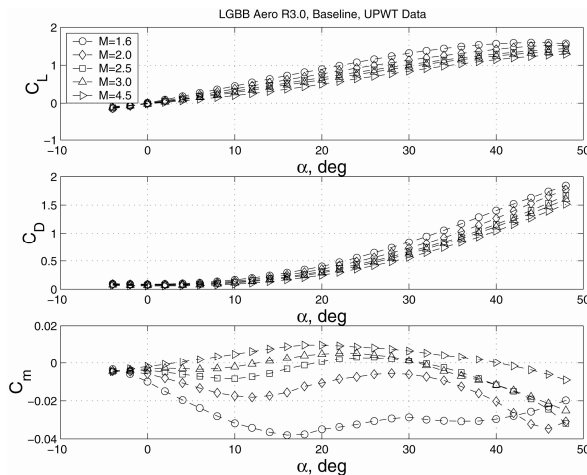 LGBB Aero R3.0, Baseline, UPWT Data
2
M=1.6
M=2.0
1
M=2.5
M=3.0
0
M=4.5
-1
C_L
-10 0 10 20 30 40 50
α, deg
2
1.5
1
0.5
0
C_D
-10 0 10 20 30 40 50
α, deg
0.02
0
-0.02
-0.04
C_m
-10 0 10 20 30 40 50
α, deg